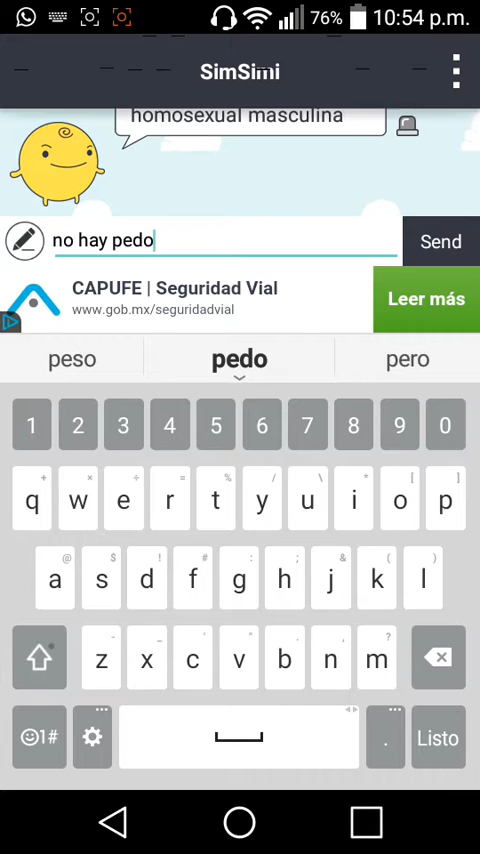 76% 10:54 p.m.
SimSimi
homosexual masculina
no hay pedo
Send
CAPUFE | Seguridad Vial
www.gob.mx/seguridadvial
Leer más
peso pedo pero
1 2 3 4 5 6 7 8 9 0
+ × ÷ = % / \ * [ ]
q w e r t y u i o p
@ $ ! # : ; & ( )
a s d f g h j k l
- _ ' " . , ?
z x c v b n m
☺1# . Listo